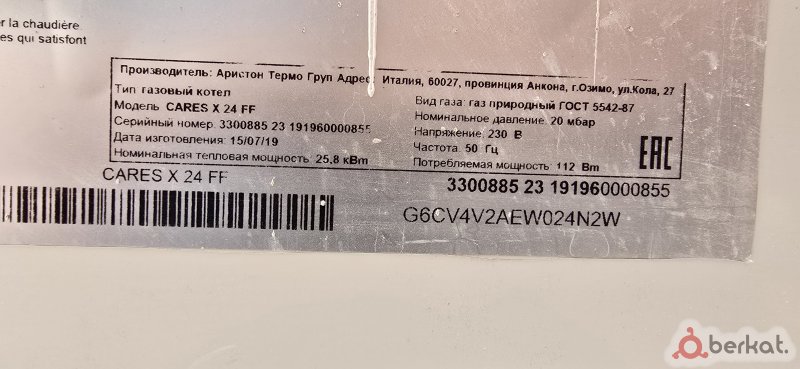 er la chaudière
es qui satisfont
Производитель: Аристон Термо Груп Адрес: Италия, 60027, провинция Анкона, г.Озимо, ул.Кола, 27
Тип газовый котел
Модель CARES X 24 FF
Серийный номер 3300885 23 191960000855
Дата изготовления 15/07/19
Номинальная тепловая мощность: 25,8 кВт
Вид газа: газ природный ГОСТ 5542-87
Номинальное давление: 20 мбар
Напряжение: 230 В
Частота: 50 Гц
Потребляемая мощность: 112 Вт
EAC
CARES X 24 FF
3300885 23 191960000855
G6CV4V2AEW024N2W
berkat.